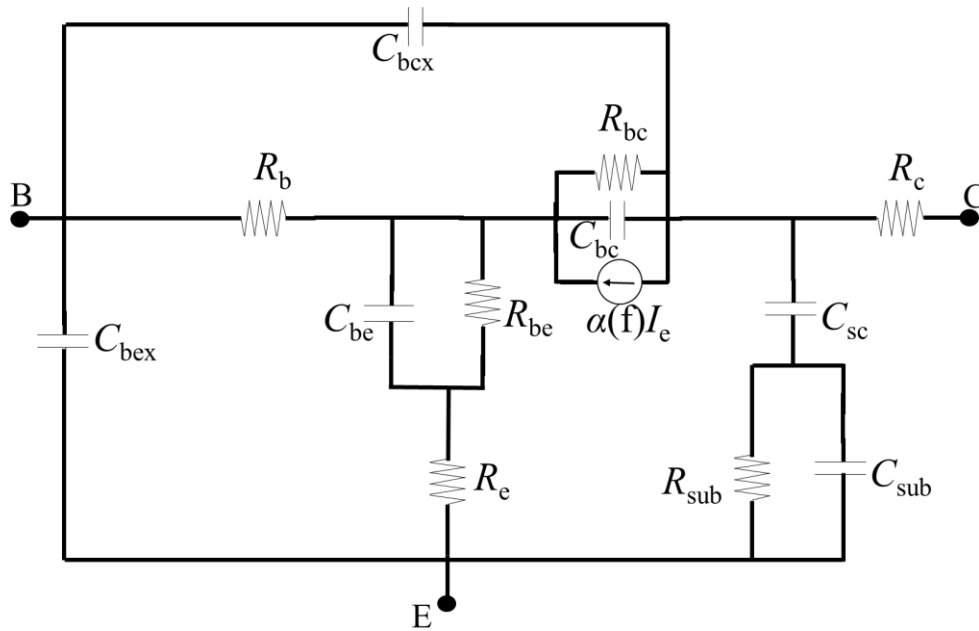 C_bcx
R_bc
R_b
R_c
B
C
C_bc
C_be
R_be
α(f)I_e
C_sc
C_bex
R_e
R_sub
C_sub
E